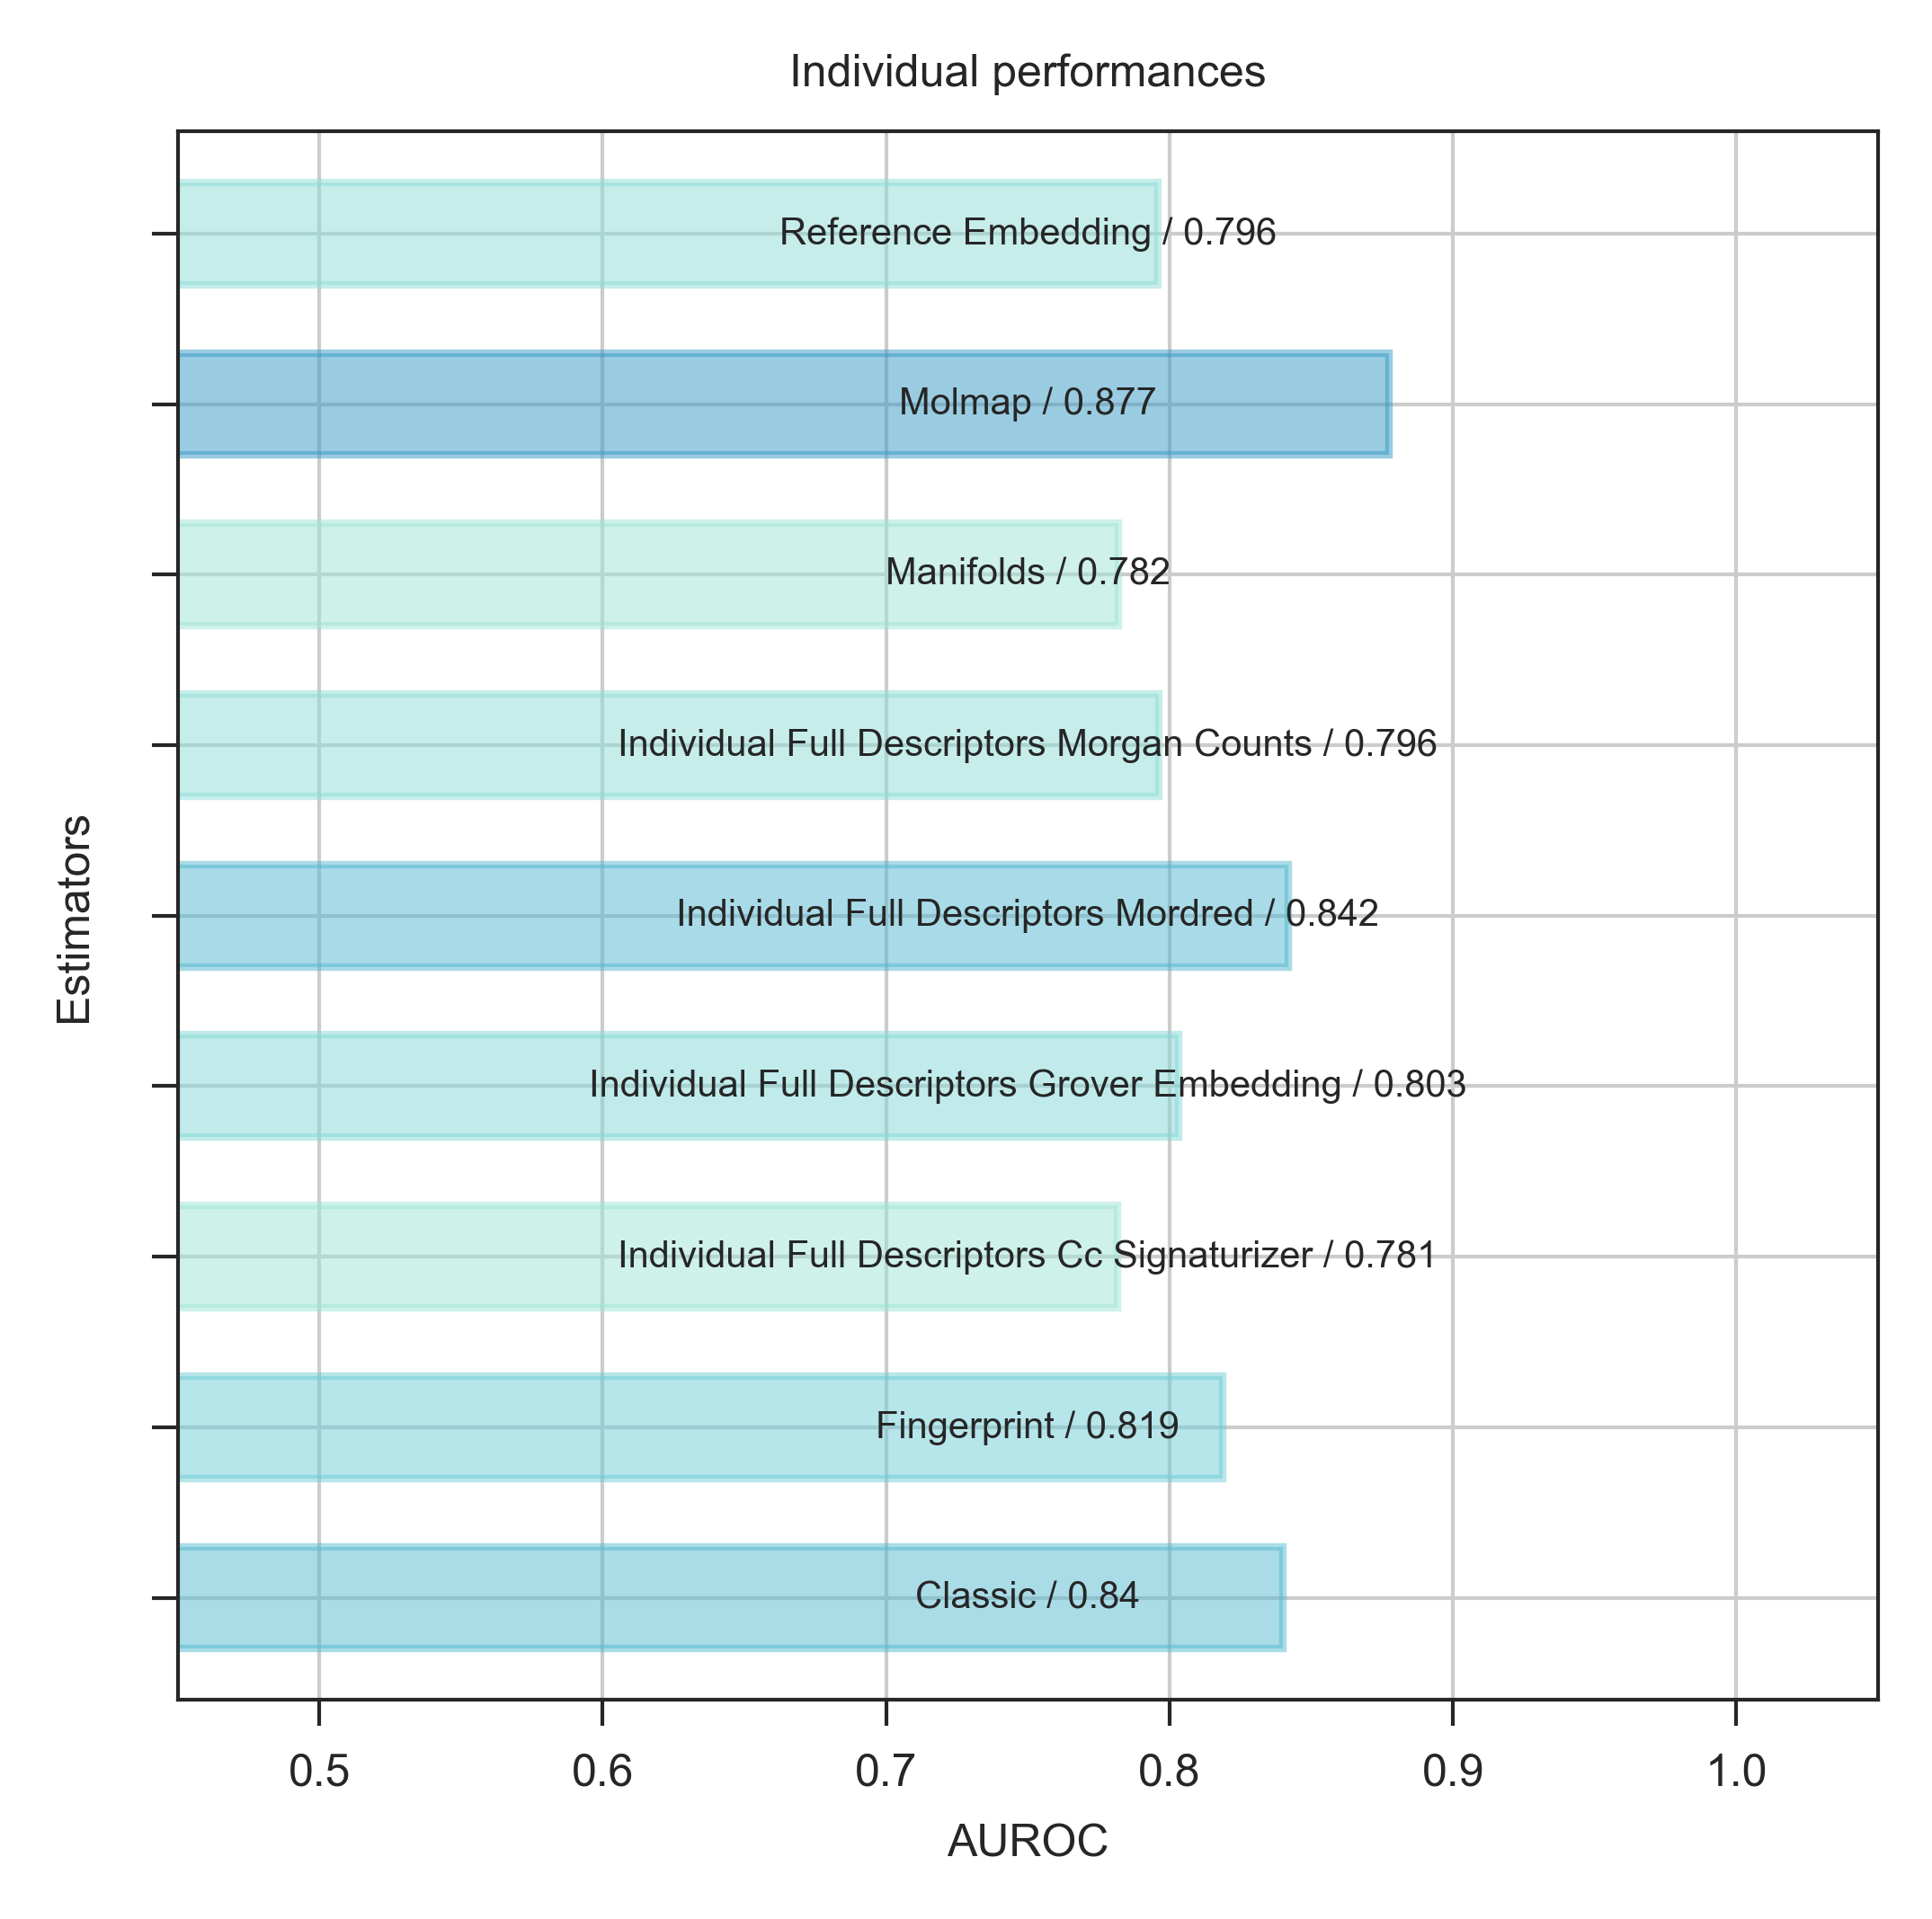 Individual performances
Reference Embedding / 0.796
Molmap / 0.877
Manifolds / 0.782
Individual Full Descriptors Morgan Counts / 0.796
Individual Full Descriptors Mordred / 0.842
Individual Full Descriptors Grover Embedding / 0.803
Individual Full Descriptors Cc Signaturizer / 0.781
Fingerprint / 0.819
Classic / 0.84
Estimators
0.5 0.6 0.7 0.8 0.9 1.0
AUROC